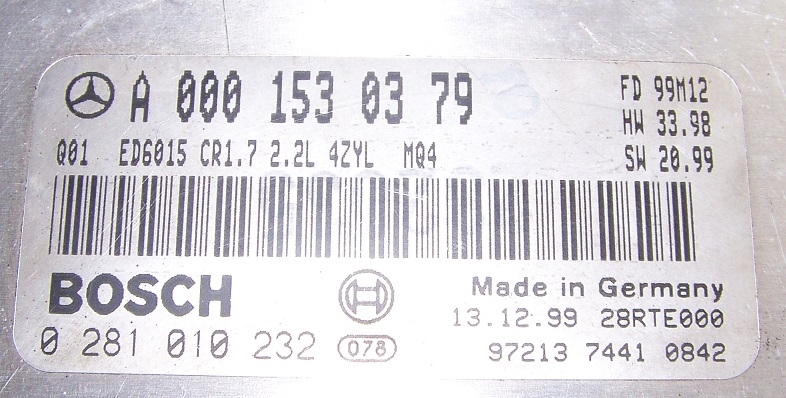 A 000 153 03 79
FD 99M12
HW 33.98
Q01 ED6015 CR1.7 2.2L 4ZYL MQ4
SW 20.99
BOSCH
Made in Germany
13.12.99 28RTE000
0 281 010 232 078
97213 7441 0842